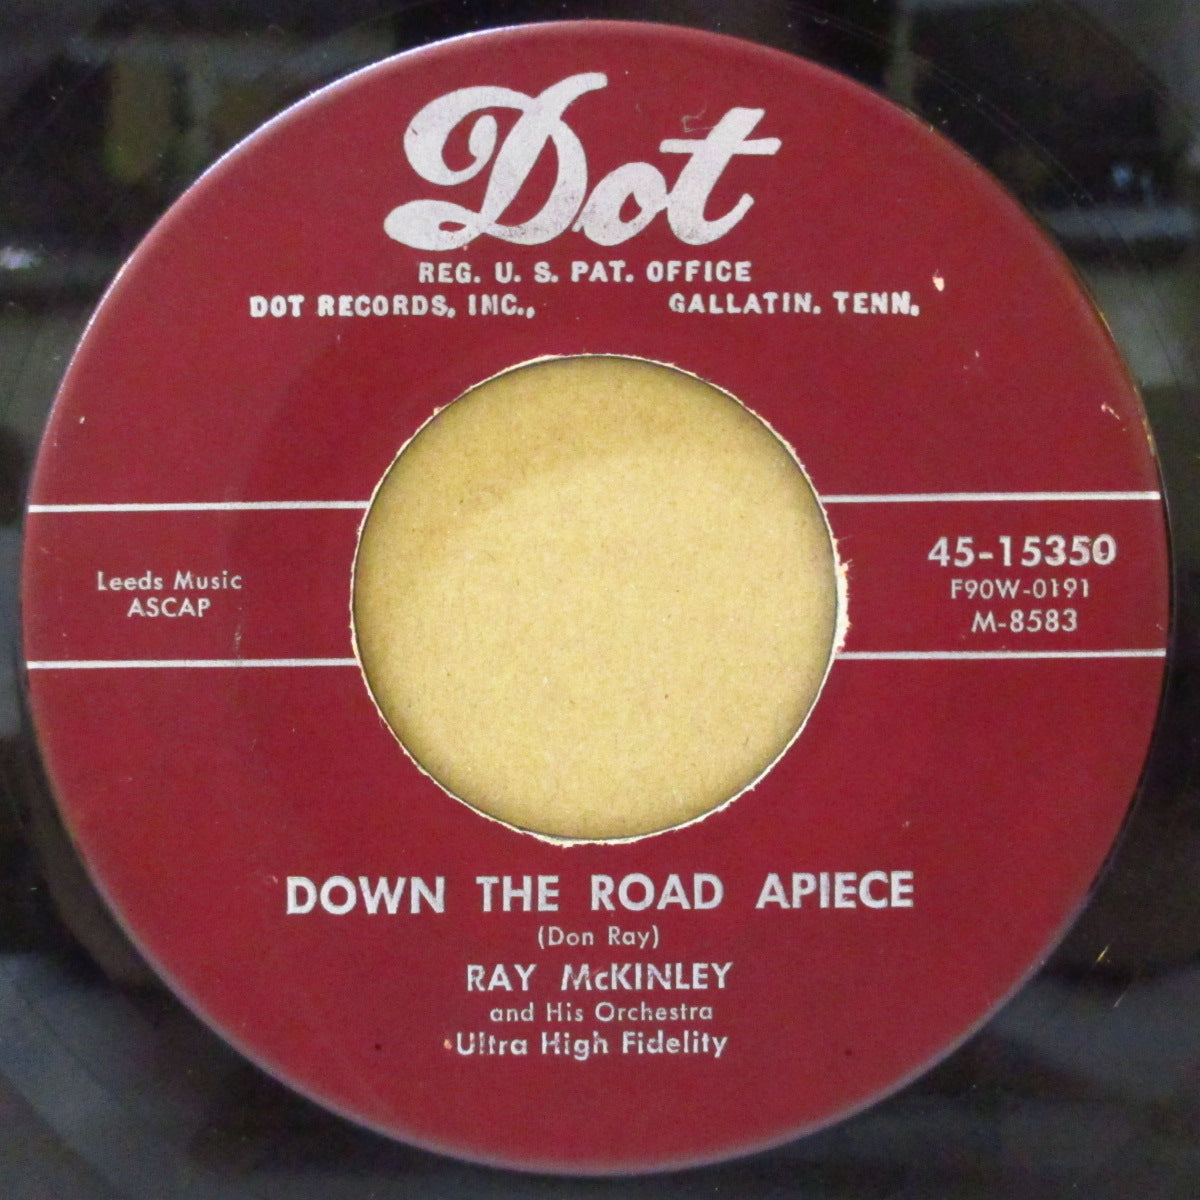 Dot
REG. U. S. PAT. OFFICE
DOT RECORDS, INC., GALLATIN. TENN.
Leeds Music
ASCAP
45-15350
F90W-0191
M-8583
DOWN THE ROAD APIECE
(Don Ray)
RAY McKINLEY
and His Orchestra
Ultra High Fidelity